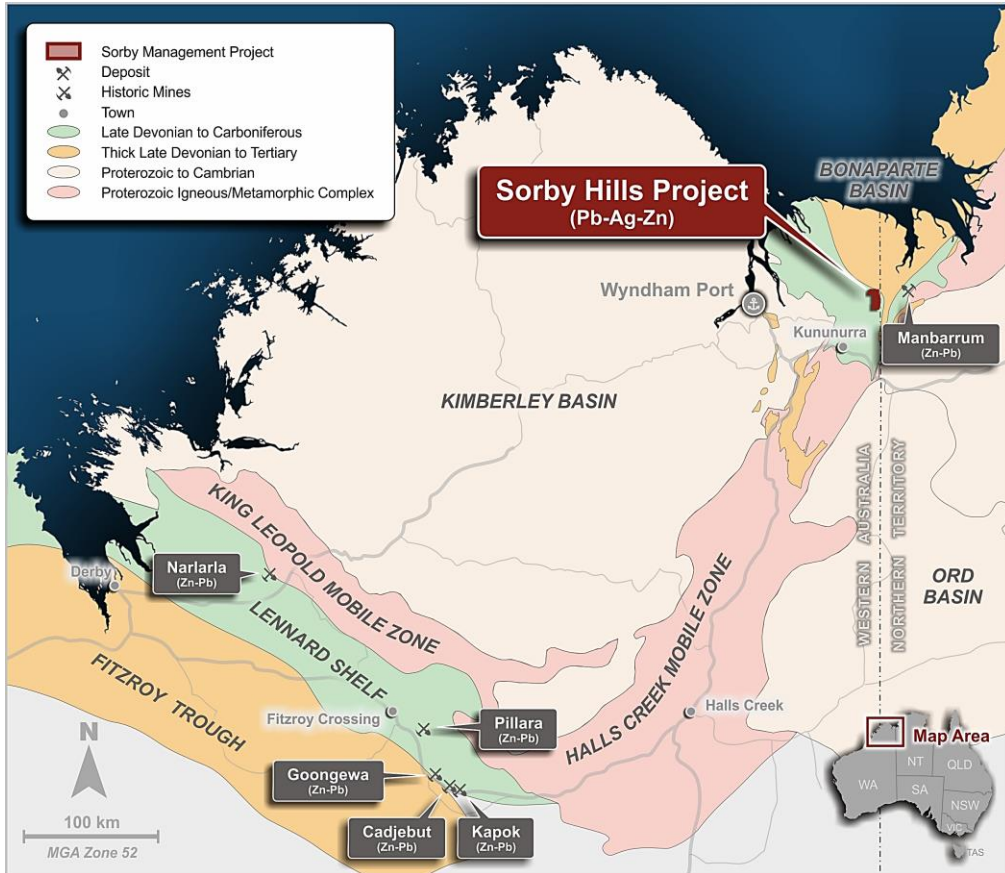 Sorby Management Project
Deposit
Historic Mines
Town
Late Devonian to Carboniferous
Thick Late Devonian to Tertiary
Proterozoic to Cambrian
Proterozoic Igneous/Metamorphic Complex
BONAPARTE
BASIN
Sorby Hills Project
(Pb-Ag-Zn)
Wyndham Port
Kununurra
Manbarrum
(Zn-Pb)
KIMBERLEY BASIN
KING LEOPOLD MOBILE ZONE
Narlarla
(Zn-Pb)
Derby
LENNARD SHELF
FITZROY TROUGH
HALLS CREEK MOBILE ZONE
WESTERN AUSTRALIA
NORTHERN TERRITORY
ORD
BASIN
Fitzroy Crossing
Pillara
(Zn-Pb)
Halls Creek
Goongewa
(Zn-Pb)
Cadjebut
(Zn-Pb)
Kapok
(Zn-Pb)
N
100 km
MGA Zone 52
Map Area
WA
NT
QLD
SA
NSW
VIC
TAS